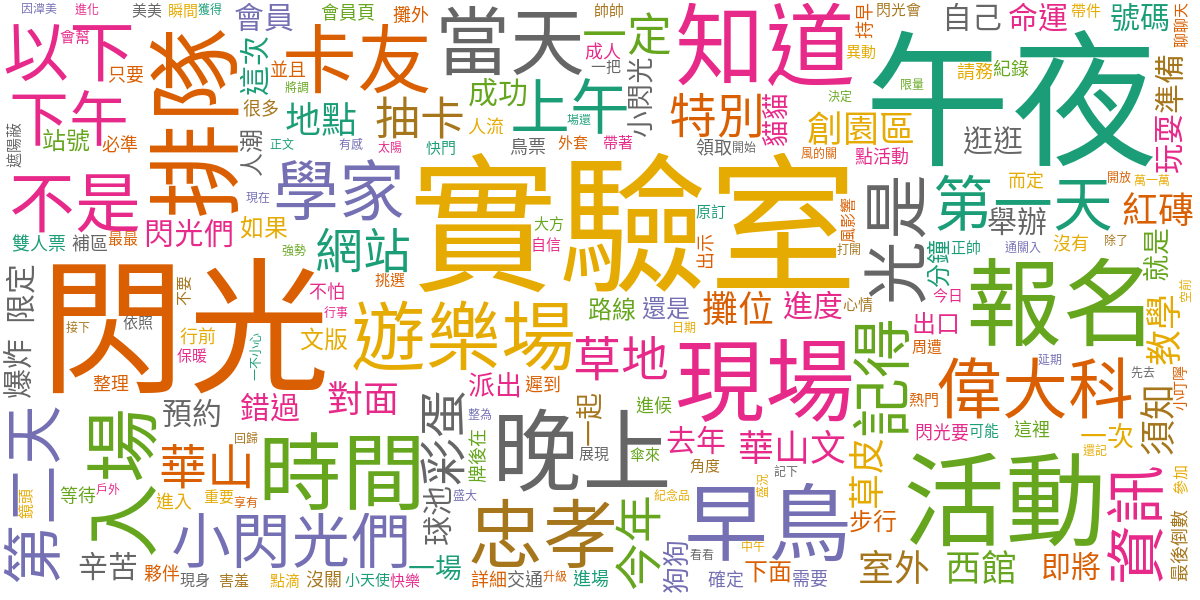 因漳美
進化
美美
瞬間
獲得
會員
會員頁
攤外
帥帥
一定
成人
一把
知道
持早
閃光會
自己
命運
帶件
號碼
聊聊天
以下
會幫
只要
排隊
這次
並且
將調
卡友
當天
小閃光
異動
午夜
請務
紀錄
限量
準備
玩耍
下午
站號
必準
遮陽蔽
很多
人潮
地點
正文
有感
抽卡
太陽
成功
人流
快門
上午
場還
鳥票
外套
帶著
特別
貓貓
領取
開始
決定
創園區
風的關
點活動
逛逛
不是
雙人票
補區
最最
閃光們
如果
現在
強勢
學家
網站
挑選
實驗室
大方
自信
原訂
出示
風影響
打開
光是
第一天
舉辦
分鐘
正帥
通關入
而定
沒有
開放
萬一萬
除了
紅磚
就是
限定
接下
依照
閃光
不要
行前
保暖
一不小心
不怕
行事
文版
遊樂場
路線
還是
日期
攤位
進度
心情
今日
出口
周遭
報名
延期
教學
空前
爆炸
整理
預約
錯過
對面
派出
遲到
草地
現場
記得
偉大科
熱門
先去
小叮嚀
須知
第二天
鏡頭
等待
戶外
入場
進入
華山
回歸
重要
享有
時間
彩蛋
整為
牌後在
盛大
球池
晚上
一起
展現
進候
傘來
去年
角度
紀念品
華山文
記下
盛況
草皮
閃光要
可能
這裡
一次
還記
參加
辛苦
夥伴
現身
害羞
小閃光們
點滴
沒關
小天使
快樂
一場
詳細
交通
升級
忠孝
進場
今年
狗狗
看看
早鳥
中午
確定
下面
需要
步行
室外
活動
西館
即將
資訊
最後倒數